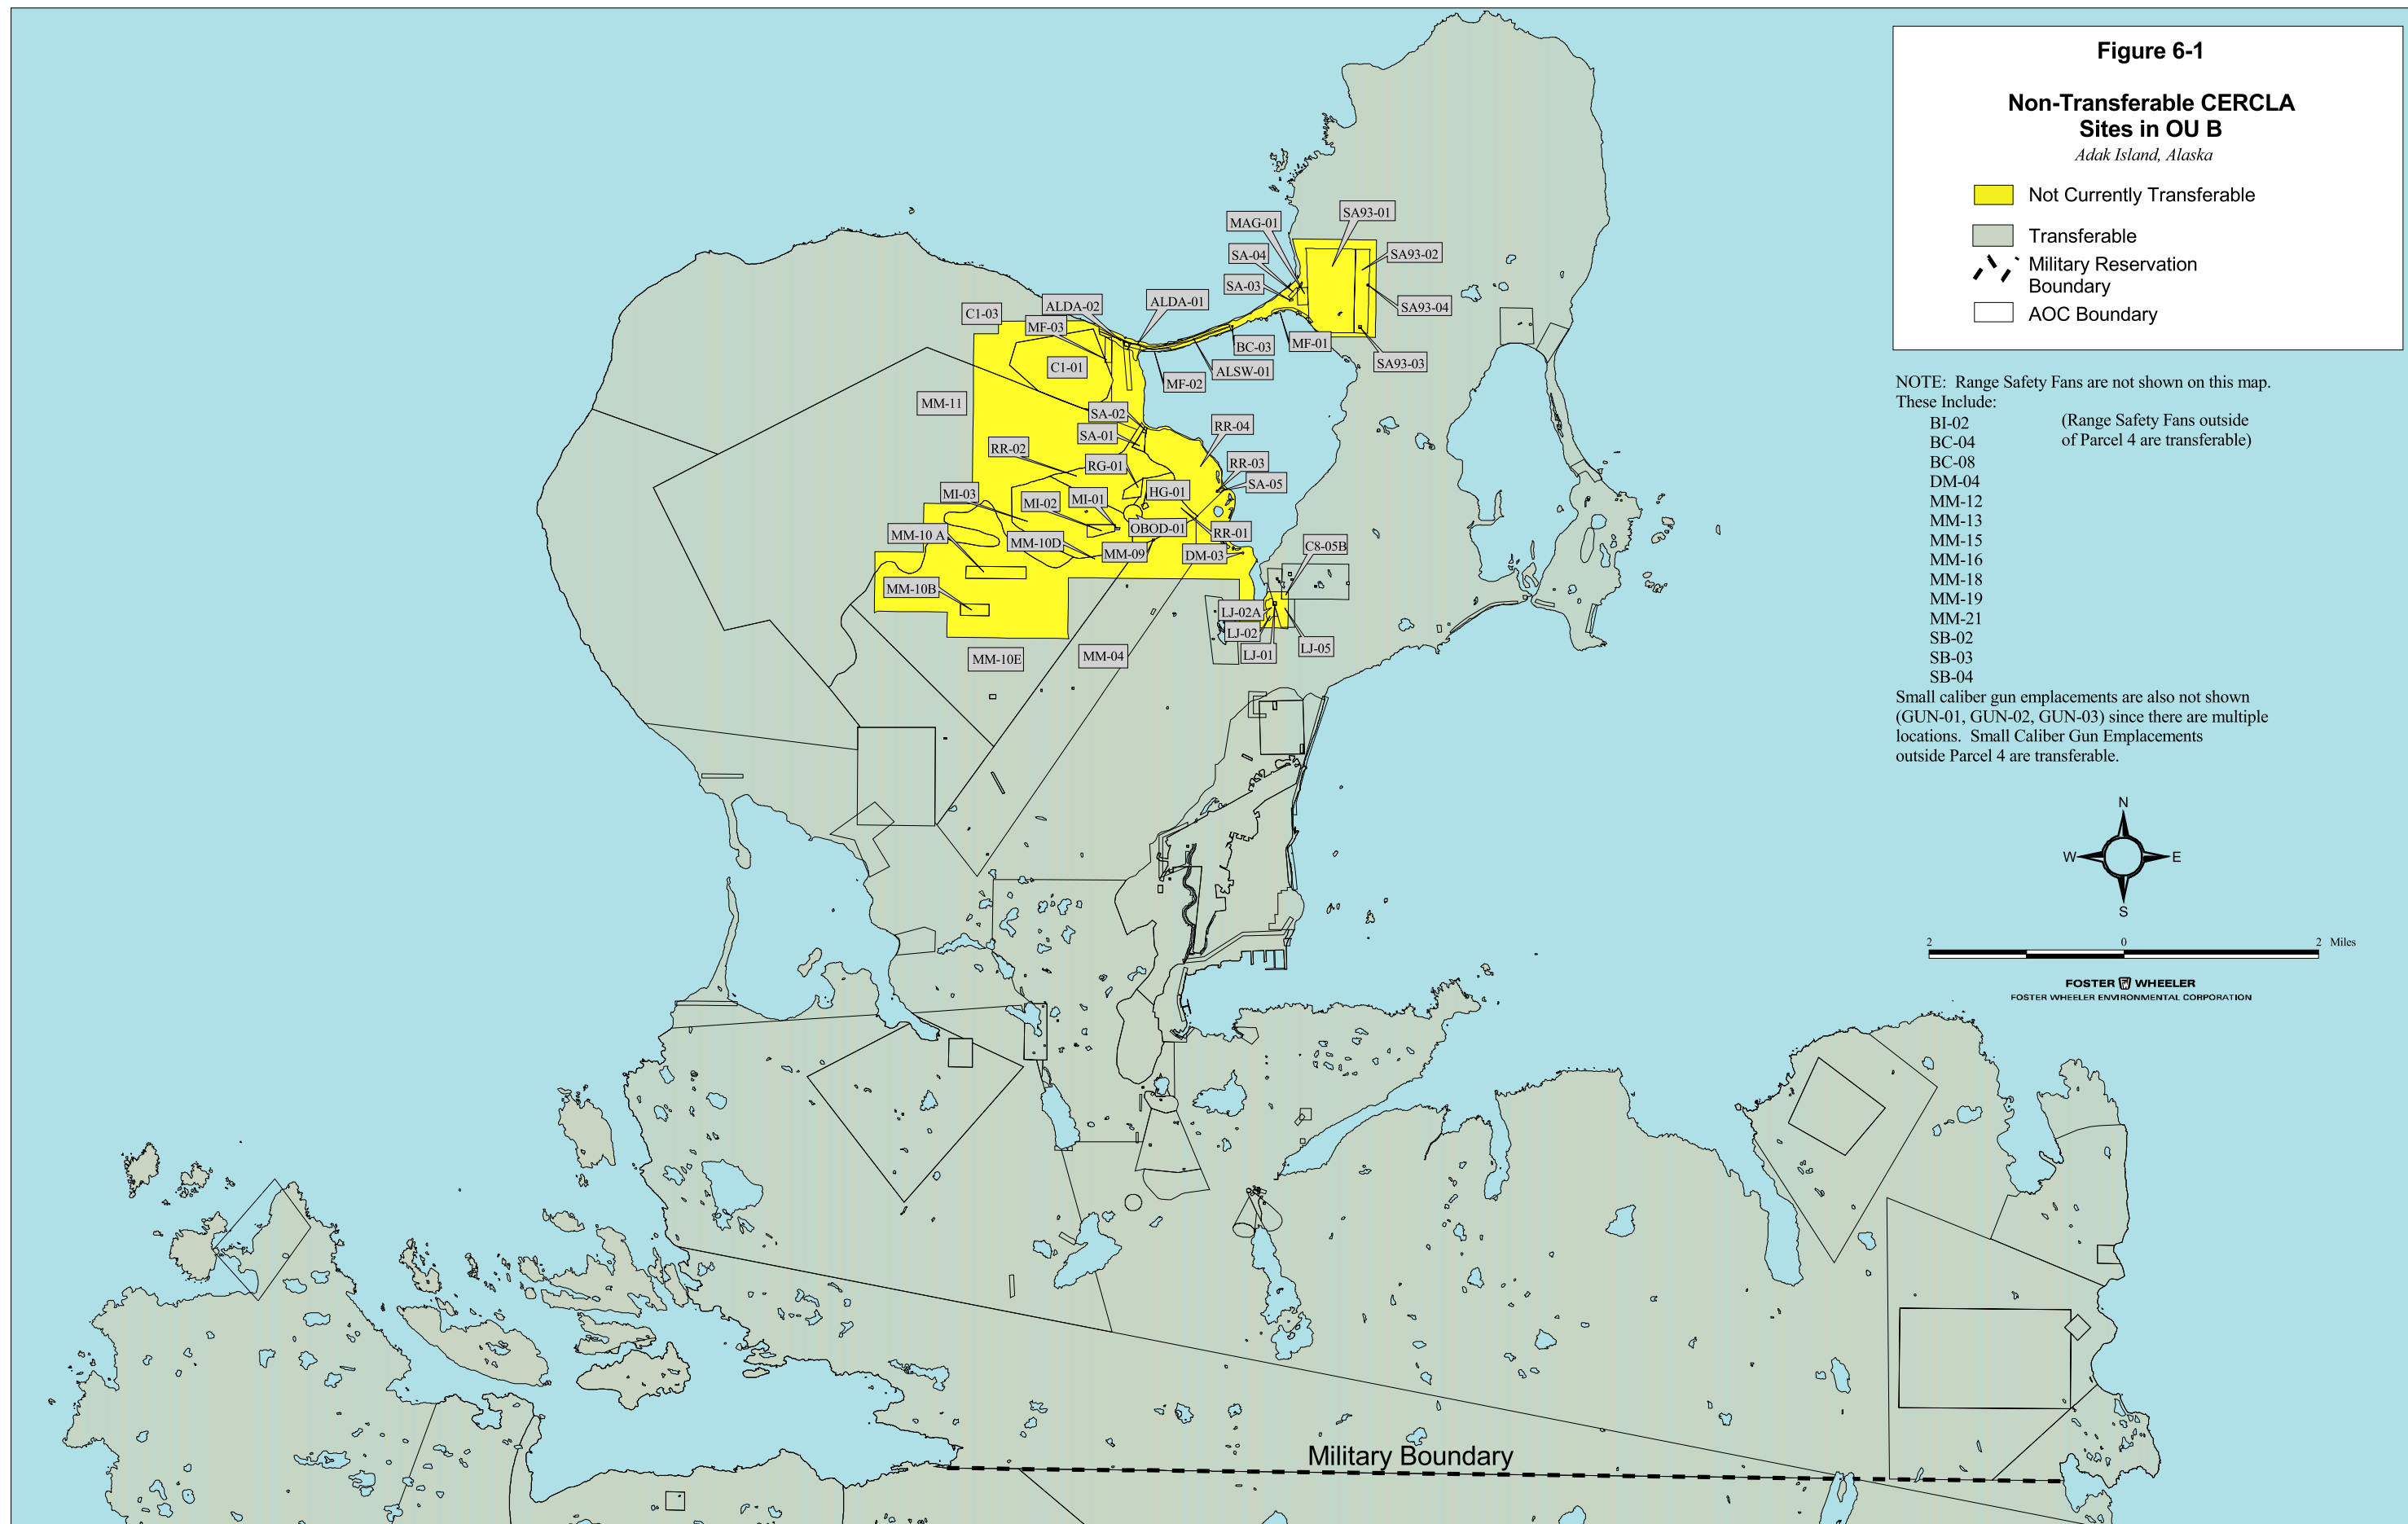 Figure 6-1
Non-Transferable CERCLA
Sites in OU B
Adak Island, Alaska
Not Currently Transferable
Transferable
Military Reservation
Boundary
AOC Boundary
NOTE: Range Safety Fans are not shown on this map.
These Include:
BI-02
(Range Safety Fans outside
BC-04
of Parcel 4 are transferable)
BC-08
DM-04
MM-12
MM-13
MM-15
MM-16
MM-18
MM-19
MM-21
SB-02
SB-03
SB-04
Small caliber gun emplacements are also not shown
(GUN-01, GUN-02, GUN-03) since there are multiple
locations. Small Caliber Gun Emplacements
outside Parcel 4 are transferable.
N
W
E
S
2
0
2 Miles
FOSTER WHEELER
FOSTER WHEELER ENVIRONMENTAL CORPORATION
SA93-01
MAG-01
SA-04
SA93-02
SA-03
SA93-04
ALDA-02
ALDA-01
C1-03
MF-03
BC-03
MF-01
C1-01
ALSW-01
SA93-03
MF-02
MM-11
SA-02
SA-01
RR-04
RR-02
RG-01
RR-03
SA-05
MI-03
MI-02
MI-01
HG-01
MM-10 A
OBOD-01
RR-01
MM-10D
MM-09
DM-03
C8-05B
MM-10B
LJ-02A
LJ-02
LJ-01
LJ-05
MM-10E
MM-04
Military Boundary